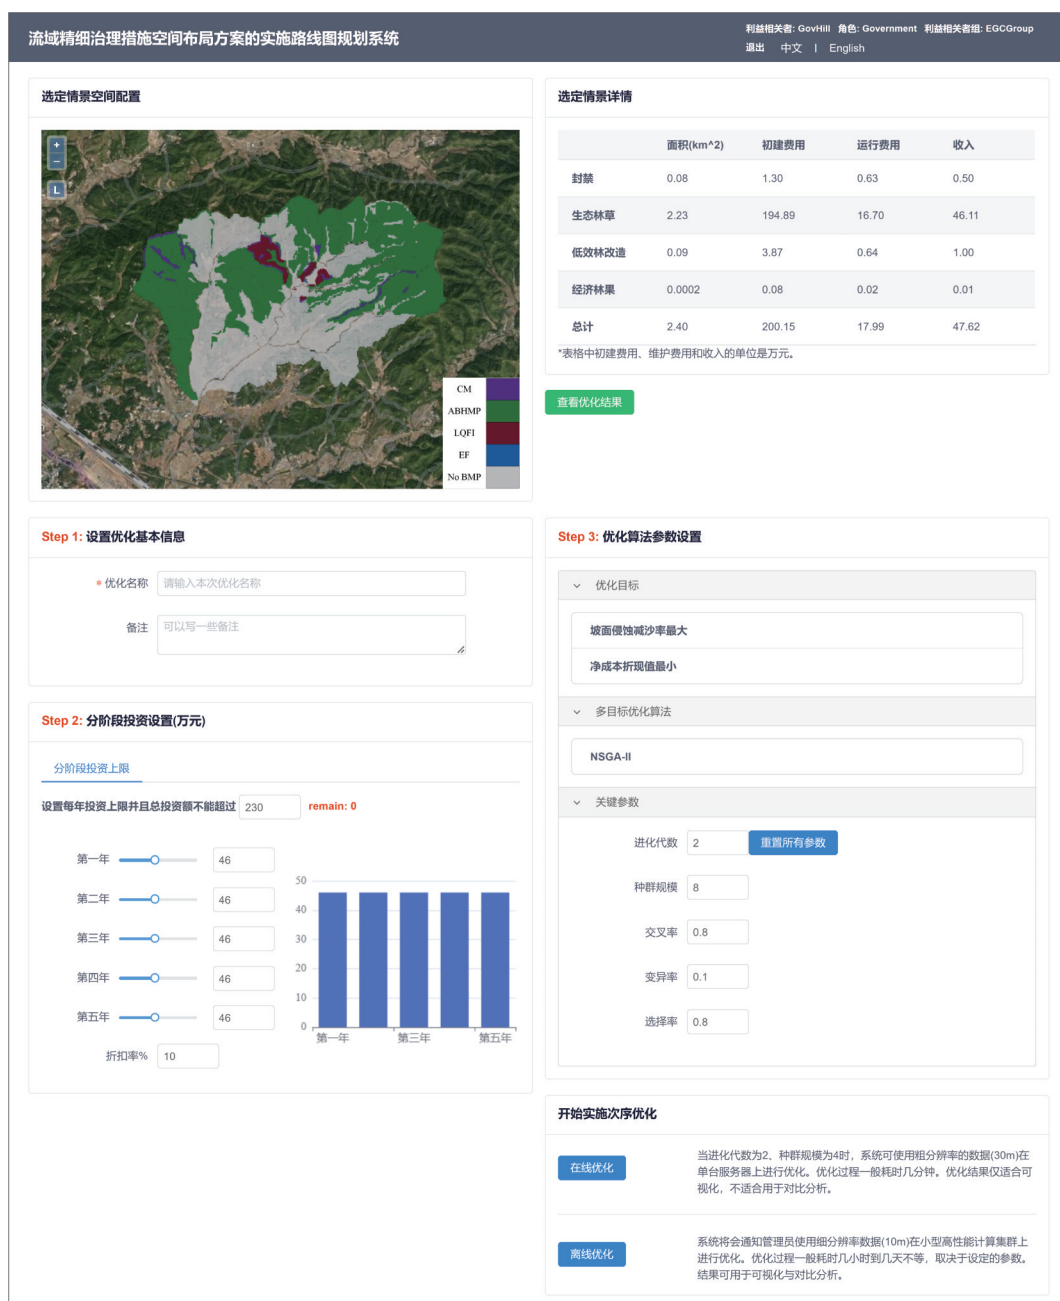 流域精细治理措施空间布局方案的实施路线图规划系统
利益相关者: GovHill 角色: Government 利益相关者组: EGCGroup
退出 中文 | English
选定情景空间配置
+
−
L
CM
ABHMP
LQFI
EF
No BMP
选定情景详情
面积(km^2) 初建费用 运行费用 收入
封禁 0.08 1.30 0.63 0.50
生态林草 2.23 194.89 16.70 46.11
低效林改造 0.09 3.87 0.64 1.00
经济林果 0.0002 0.08 0.02 0.01
总计 2.40 200.15 17.99 47.62
*表格中初建费用、维护费用和收入的单位是万元。
查看优化结果
Step 1: 设置优化基本信息
* 优化名称 请输入本次优化名称
备注 可以写一些备注
Step 2: 分阶段投资设置(万元)
分阶段投资上限
设置每年投资上限并且总投资额不能超过 230 remain: 0
第一年 46
第二年 46
第三年 46
第四年 46
第五年 46
折扣率% 10
50
40
30
20
10
0
第一年 第三年 第五年
Step 3: 优化算法参数设置
优化目标
坡面侵蚀减沙率最大
净成本折现值最小
多目标优化算法
NSGA-II
关键参数
进化代数 2 重置所有参数
种群规模 8
交叉率 0.8
变异率 0.1
选择率 0.8
开始实施次序优化
在线优化
当进化代数为2、种群规模为4时，系统可使用粗分辨率的数据(30m)在
单台服务器上进行优化。优化过程一般耗时几分钟。优化结果仅适合可
视化，不适合用于对比分析。
离线优化
系统将会通知管理员使用细分辨率数据(10m)在小型高性能计算集群上
进行优化。优化过程一般耗时几小时到几天不等，取决于设定的参数。
结果可用于可视化与对比分析。